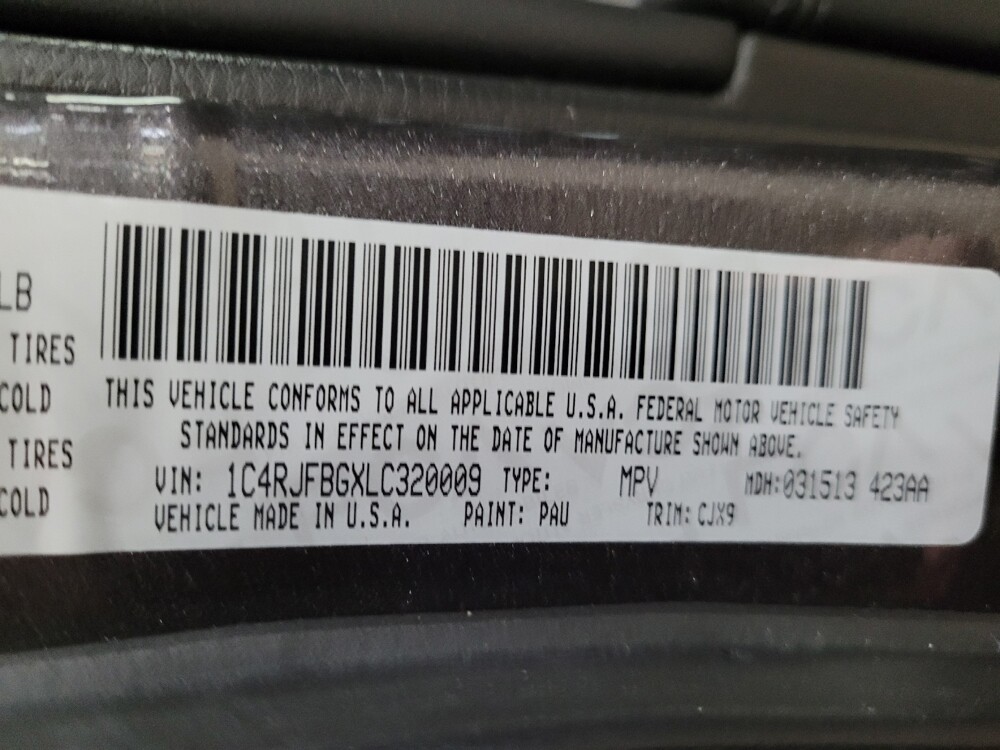 LB
TIRES
COLD
TIRES
COLD
THIS VEHICLE CONFORMS TO ALL APPLICABLE U.S.A. FEDERAL MOTOR VEHICLE SAFETY
STANDARDS IN EFFECT ON THE DATE OF MANUFACTURE SHOWN ABOVE.
VIN: 1C4RJFBGXLC320009 TYPE: MPV MDH:031513 423AA
VEHICLE MADE IN U.S.A. PAINT: PAU TRIM: CJX9